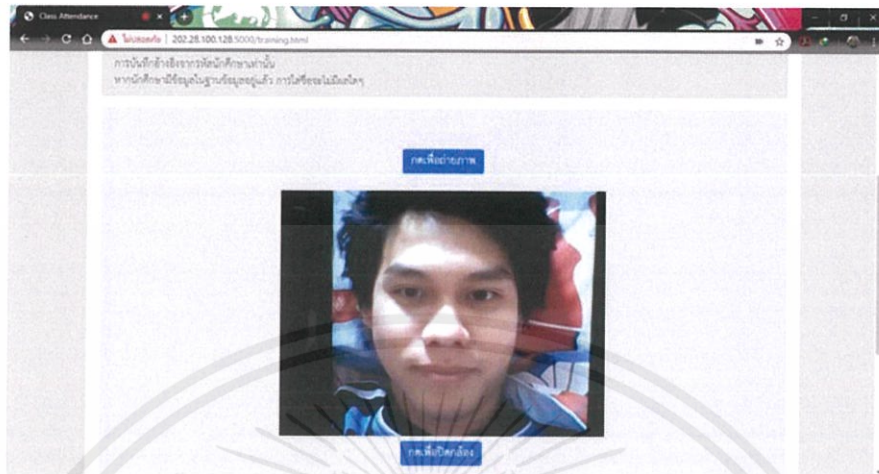 Class Attendance
ไม่ปลอดภัย | 202.28.100.128:5000/training.html
การบันทึกอ้างอิงจากรหัสนักศึกษาเท่านั้น
หากนักศึกษามีข้อมูลในฐานข้อมูลอยู่แล้ว การใส่ชื่อจะไม่มีผลใดๆ
กดเพื่อถ่ายภาพ
กดเพื่อปิดกล้อง